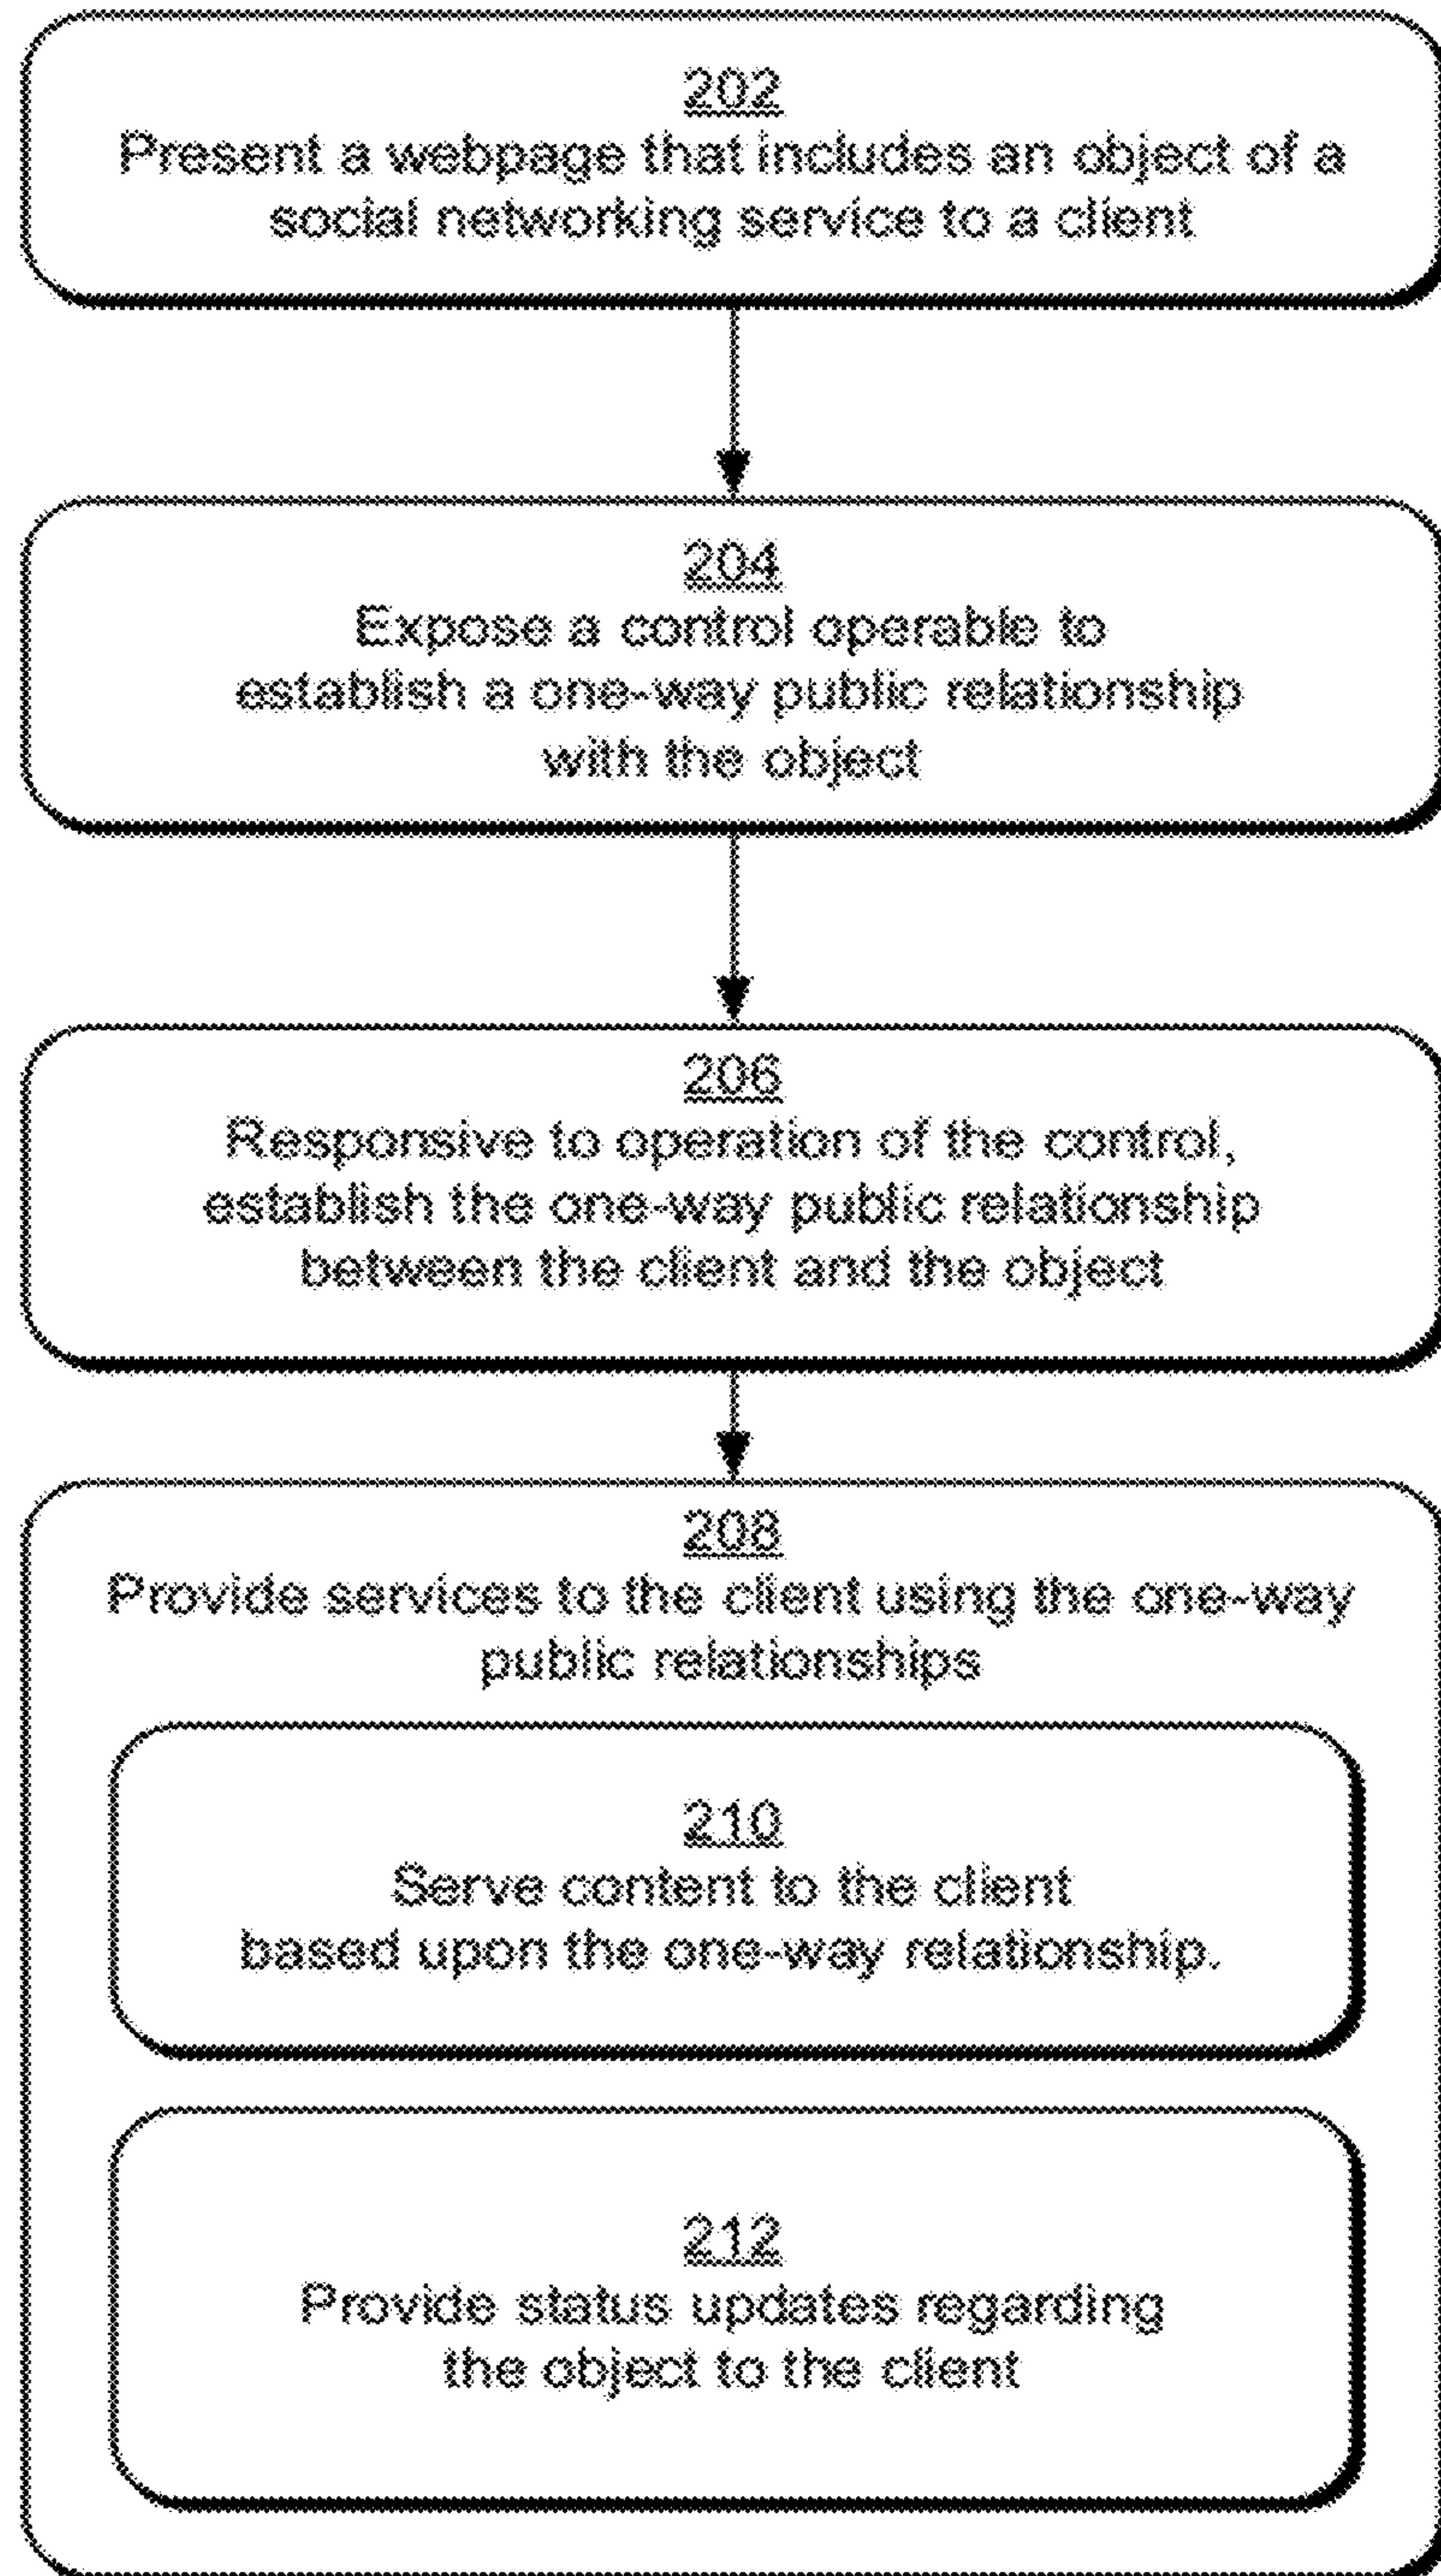 202
Present a webpage that includes an object of a
social networking service to a client
204
Expose a control operable to
establish a one-way public relationship
with the object
206
Responsive to operation of the control,
establish the one-way public relationship
between the client and the object
208
Provide services to the client using the one-way
public relationships
210
Serve content to the client
based upon the one-way relationship.
212
Provide status updates regarding
the object to the client